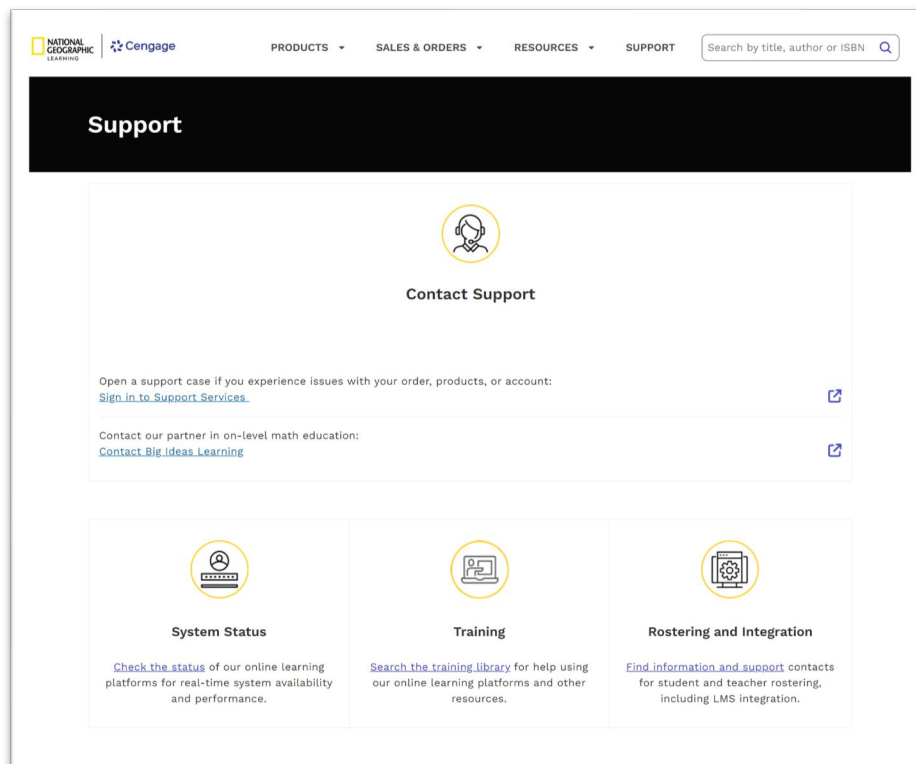 NATIONAL
GEOGRAPHIC
LEARNING
Cengage
PRODUCTS
SALES & ORDERS
RESOURCES
SUPPORT
Search by title, author or ISBN
Support
Contact Support
Open a support case if you experience issues with your order, products, or account:
Sign in to Support Services
Contact our partner in on-level math education:
Contact Big Ideas Learning
System Status
Check the status of our online learning
platforms for real-time system availability
and performance.
Training
Search the training library for help using
our online learning platforms and other
resources.
Rostering and Integration
Find information and support contacts
for student and teacher rostering,
including LMS integration.